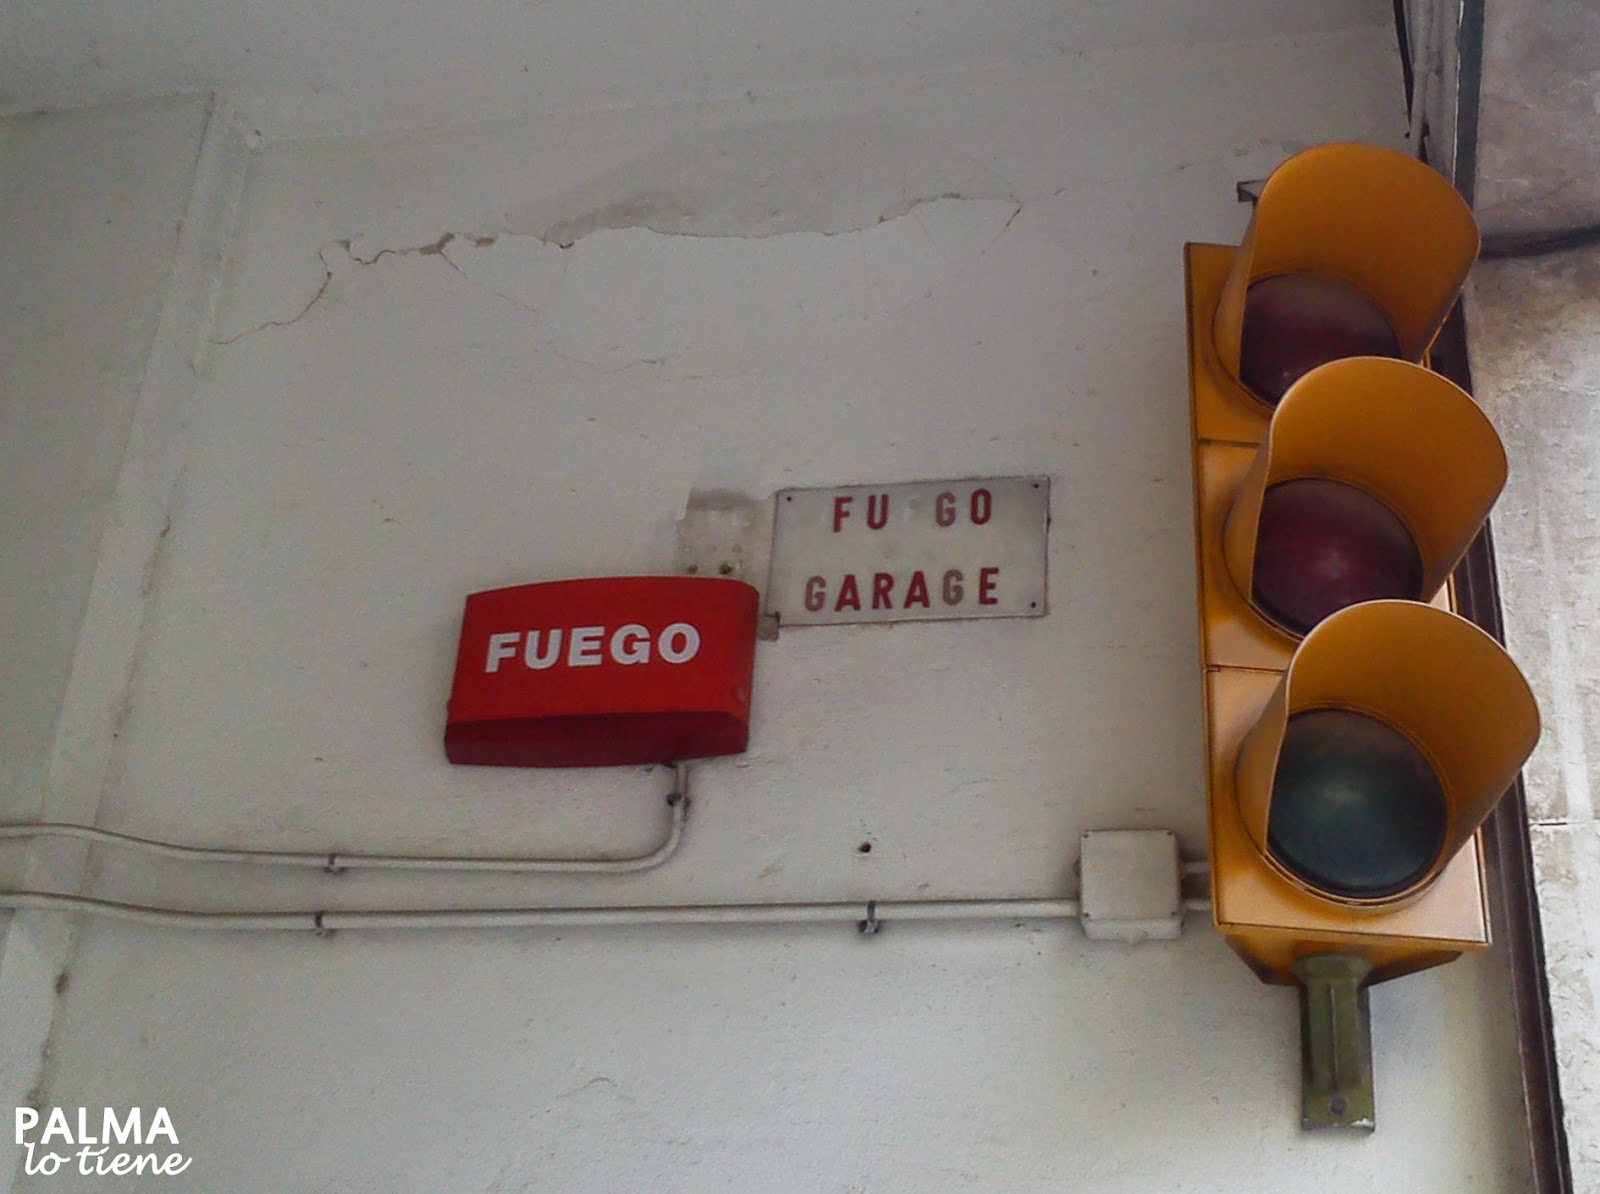 FU GO
GARAGE
FUEGO
PALMA
lo tiene